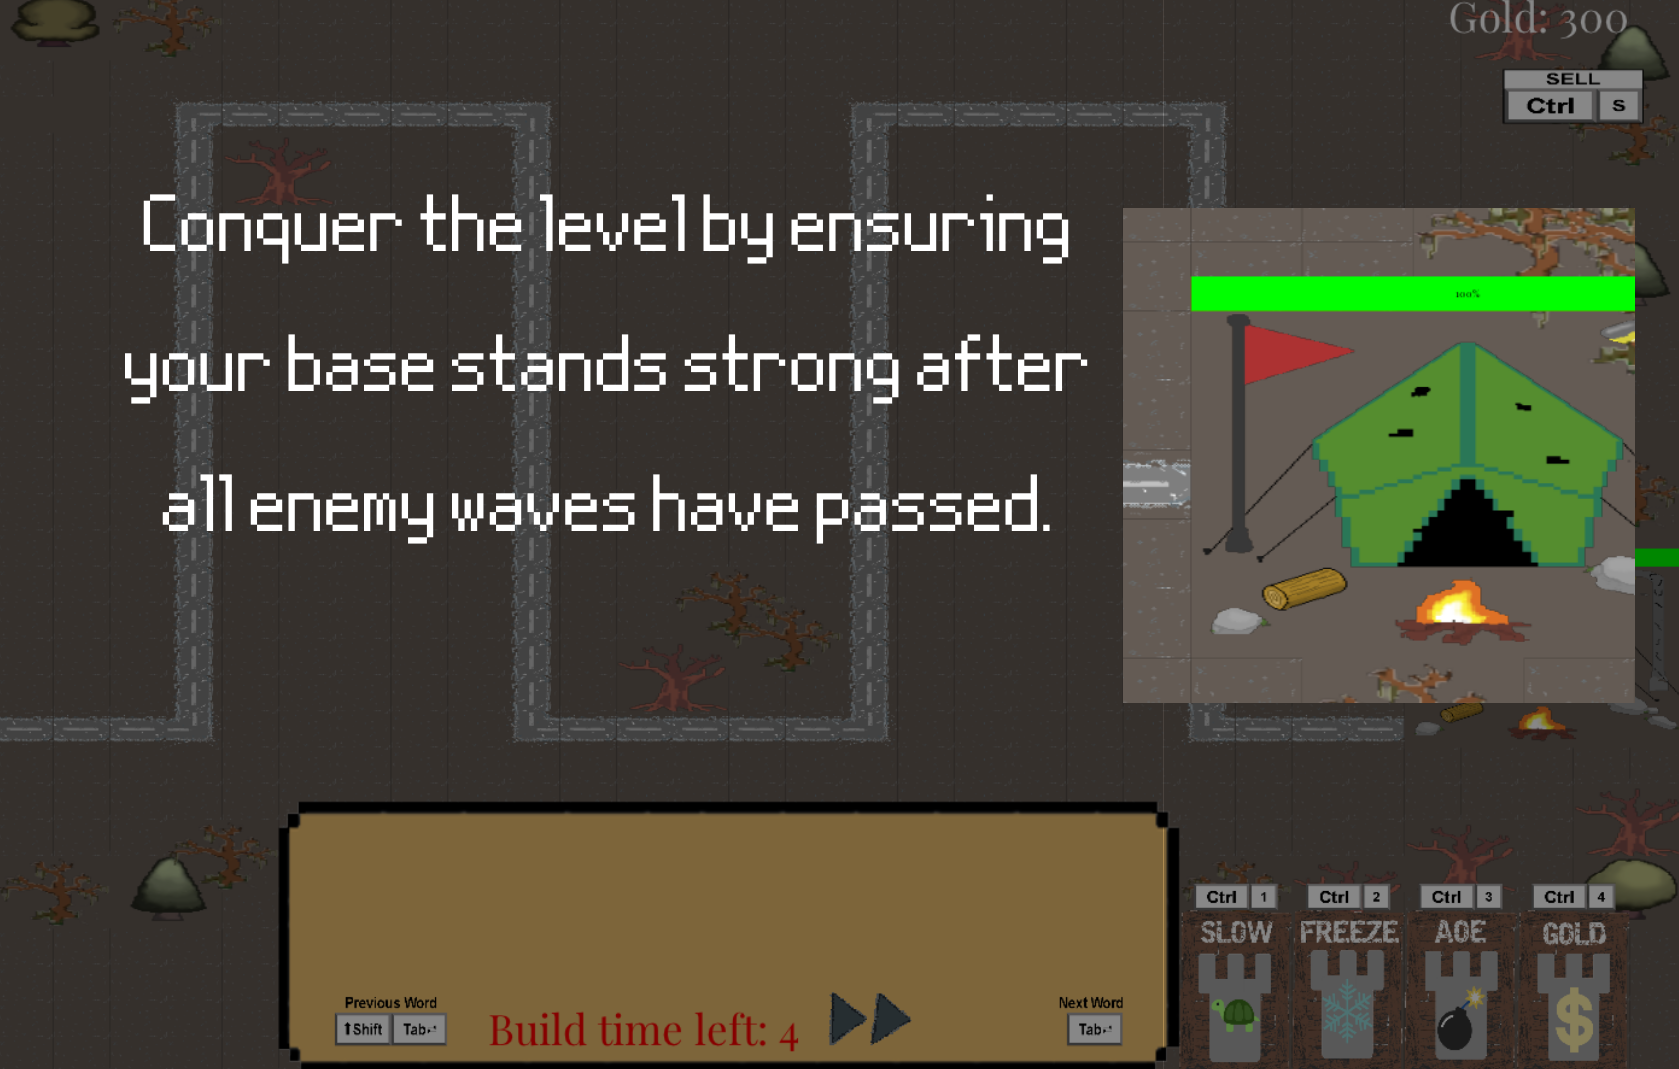 Gold: 300
SELL
Ctrl S
Conquer the level by ensuring
your base stands strong after
all enemy waves have passed.
100%
Ctrl 1 Ctrl 2 Ctrl 3 Ctrl 4
SLOW FREEZE AOE GOLD
Previous Word Next Word
⬆Shift Tab Build time left: 4 Tab
$